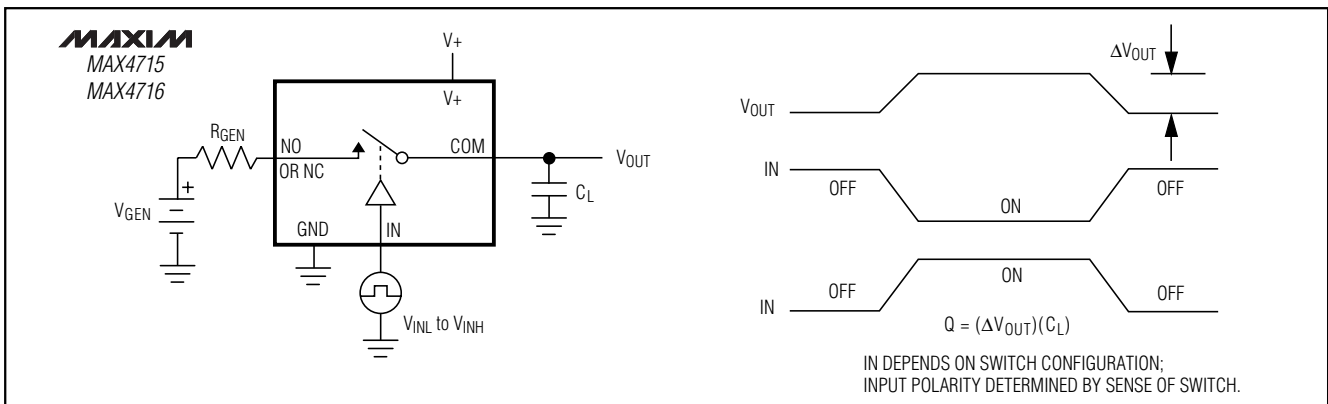 MAXIM
MAX4715
MAX4716
V+
V+
RGEN
NO
OR NC
COM
VOUT
CL
VGEN
+
GND
IN
VINL to VINH
ΔVOUT
VOUT
IN
OFF
ON
OFF
IN
OFF
ON
OFF
Q = (ΔVOUT)(CL)
IN DEPENDS ON SWITCH CONFIGURATION;
INPUT POLARITY DETERMINED BY SENSE OF SWITCH.